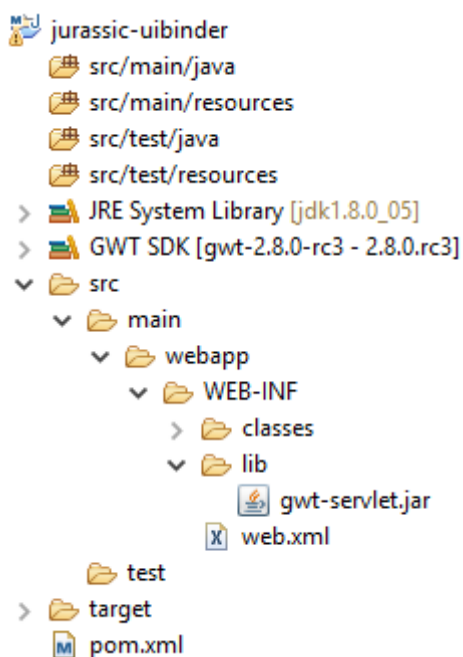 jurassic-uibinder
src/main/java
src/main/resources
src/test/java
src/test/resources
JRE System Library [jdk1.8.0_05]
GWT SDK [gwt-2.8.0-rc3 - 2.8.0.rc3]
src
main
webapp
WEB-INF
classes
lib
gwt-servlet.jar
web.xml
test
target
pom.xml